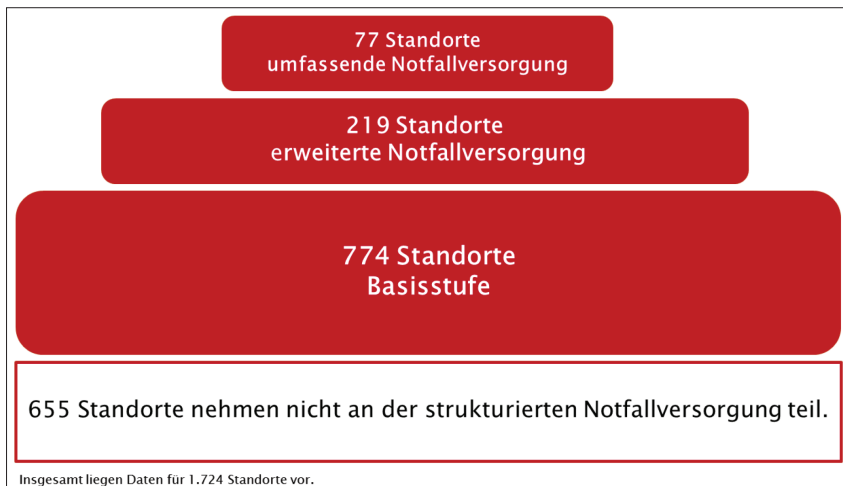 77 Standorte
umfassende Notfallversorgung
219 Standorte
erweiterte Notfallversorgung
774 Standorte
Basisstufe
655 Standorte nehmen nicht an der strukturierten Notfallversorgung teil.
Insgesamt liegen Daten für 1.724 Standorte vor.